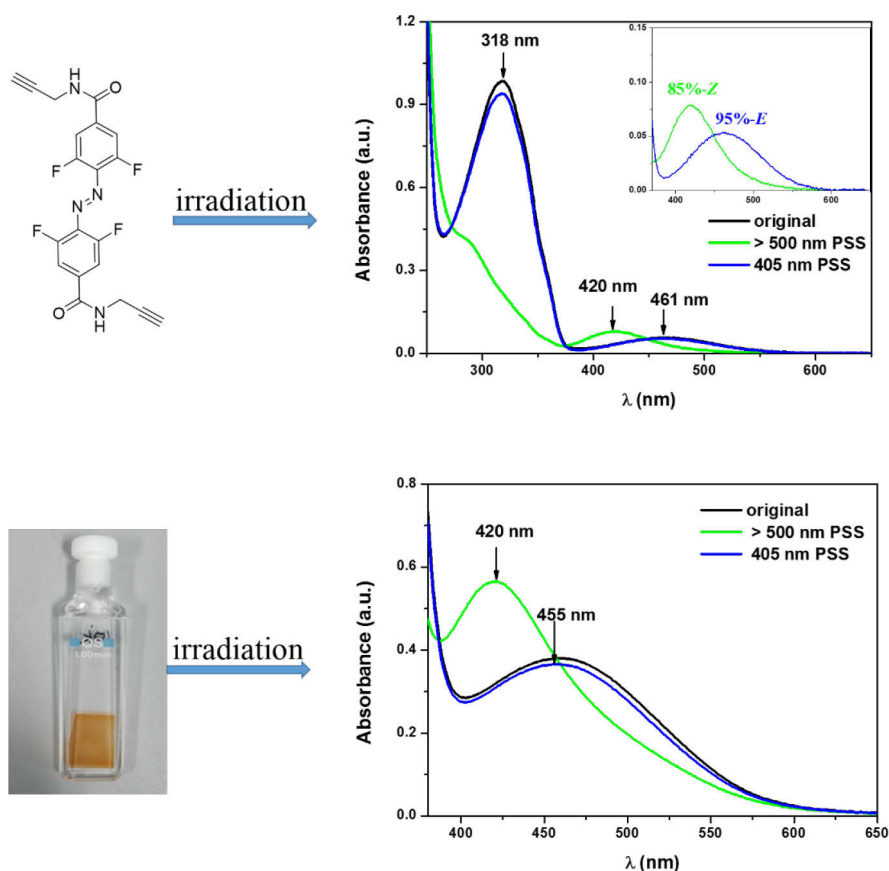 1.2
0.9
0.6
0.3
0.0
Absorbance (a.u.)
318 nm
420 nm
461 nm
300
400
500
600
λ (nm)
0.15
0.10
0.05
0.00
400
500
600
85%-Z
95%-E
original
> 500 nm PSS
405 nm PSS
H
N
O
F
F
N
N
F
F
O
N
H
irradiation
0.8
0.6
0.4
0.2
0.0
Absorbance (a.u.)
420 nm
455 nm
original
> 500 nm PSS
405 nm PSS
400
450
500
550
600
650
λ (nm)
QS
1.00mm
irradiation